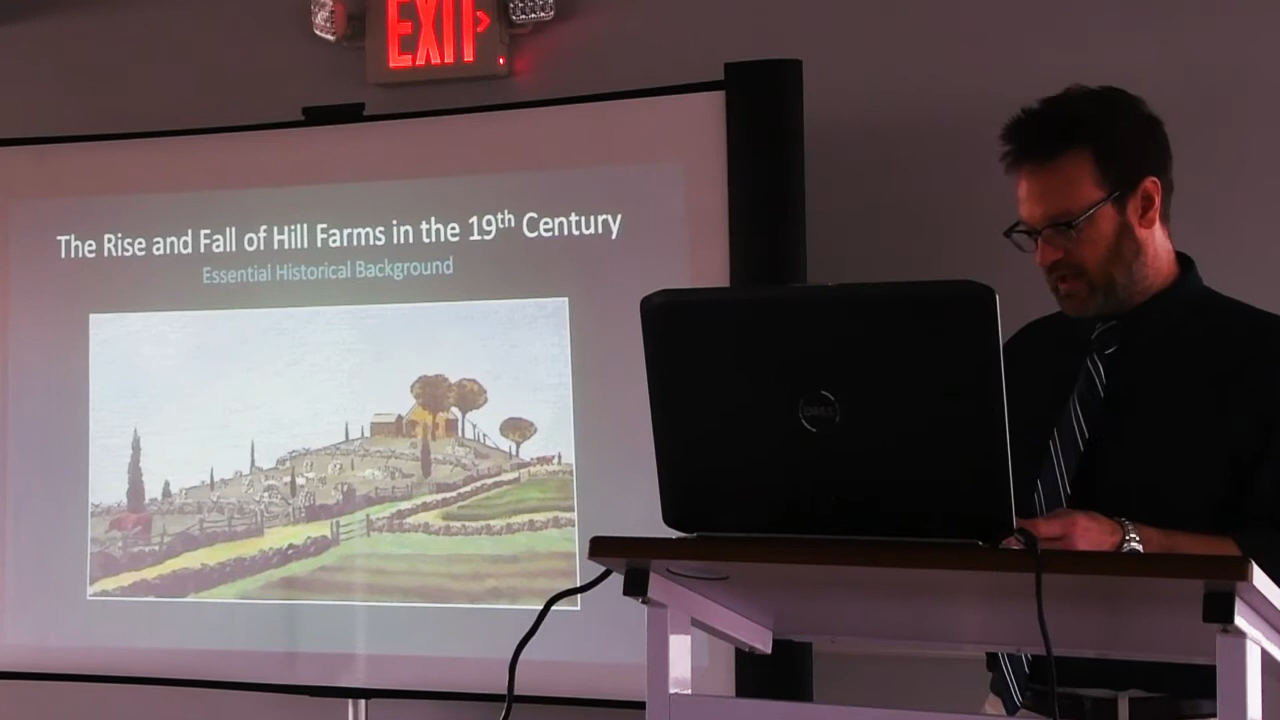 EXIT
The Rise and Fall of Hill Farms in the 19th Century
Essential Historical Background
DELL